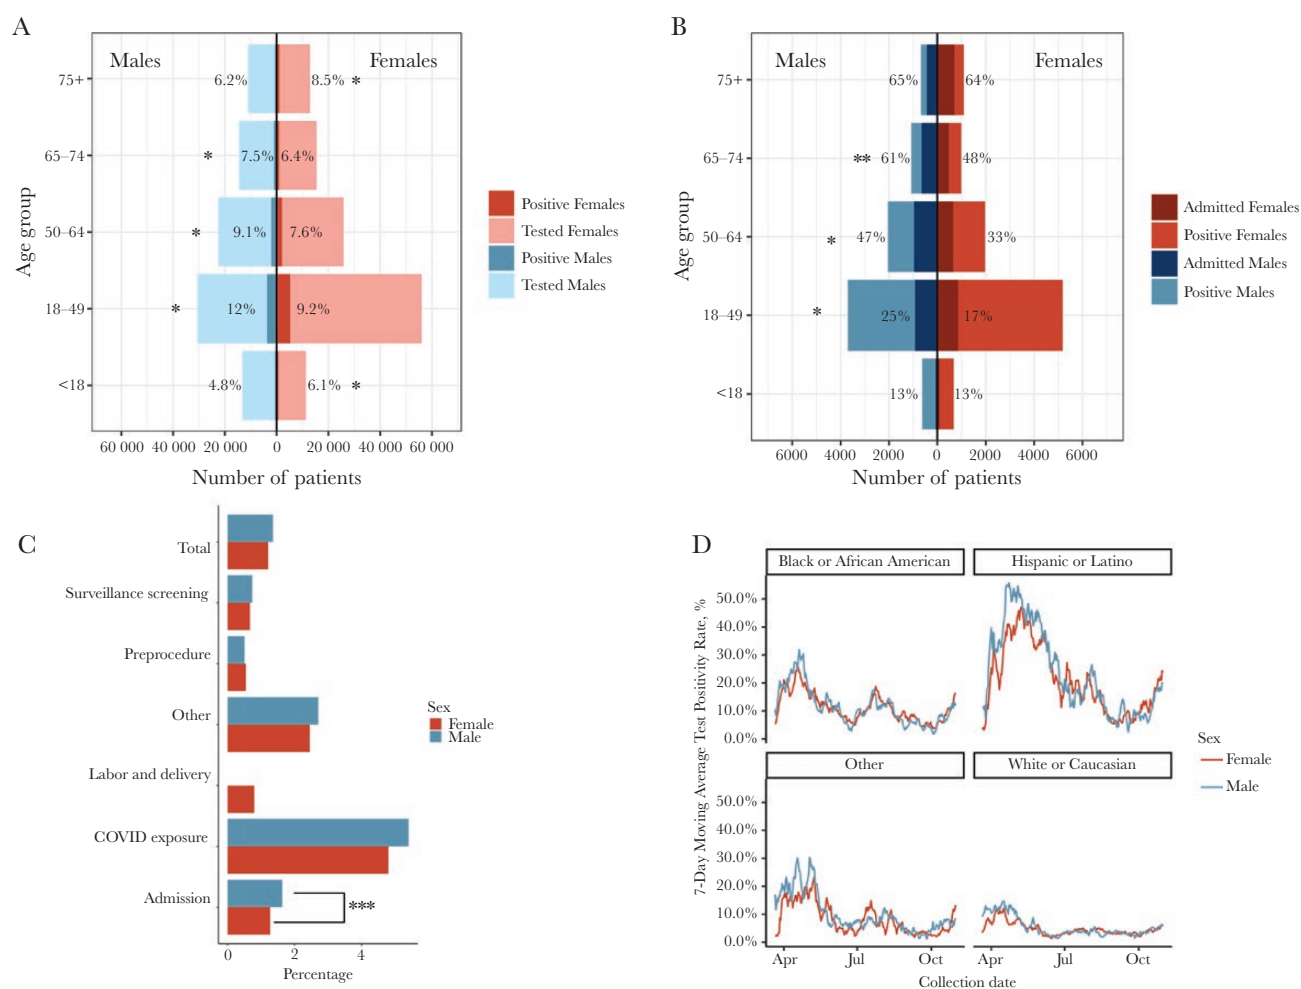 A
Males
Females
75+
6.2%
8.5% *
65–74
*
7.5%
6.4%
50–64
*
9.1%
7.6%
18–49
*
12%
9.2%
<18
4.8%
6.1% *
60 000 40 000 20 000 0 20 000 40 000 60 000
Number of patients
Age group
Positive Females
Tested Females
Positive Males
Tested Males
B
Males
Females
75+
65%
64%
65–74
**
61%
48%
50–64
*
47%
33%
18–49
*
25%
17%
<18
13%
13%
6000 4000 2000 0 2000 4000 6000
Number of patients
Age group
Admitted Females
Positive Females
Admitted Males
Positive Males
C
Total
Surveillance screening
Preprocedure
Other
Labor and delivery
COVID exposure
Admission
***
0 2 4
Percentage
Sex
Female
Male
D
Black or African American
Hispanic or Latino
50.0%
40.0%
30.0%
20.0%
10.0%
0.0%
Other
White or Caucasian
50.0%
40.0%
30.0%
20.0%
10.0%
0.0%
7-Day Moving Average Test Positivity Rate, %
Apr Jul Oct
Apr Jul Oct
Collection date
Sex
Female
Male